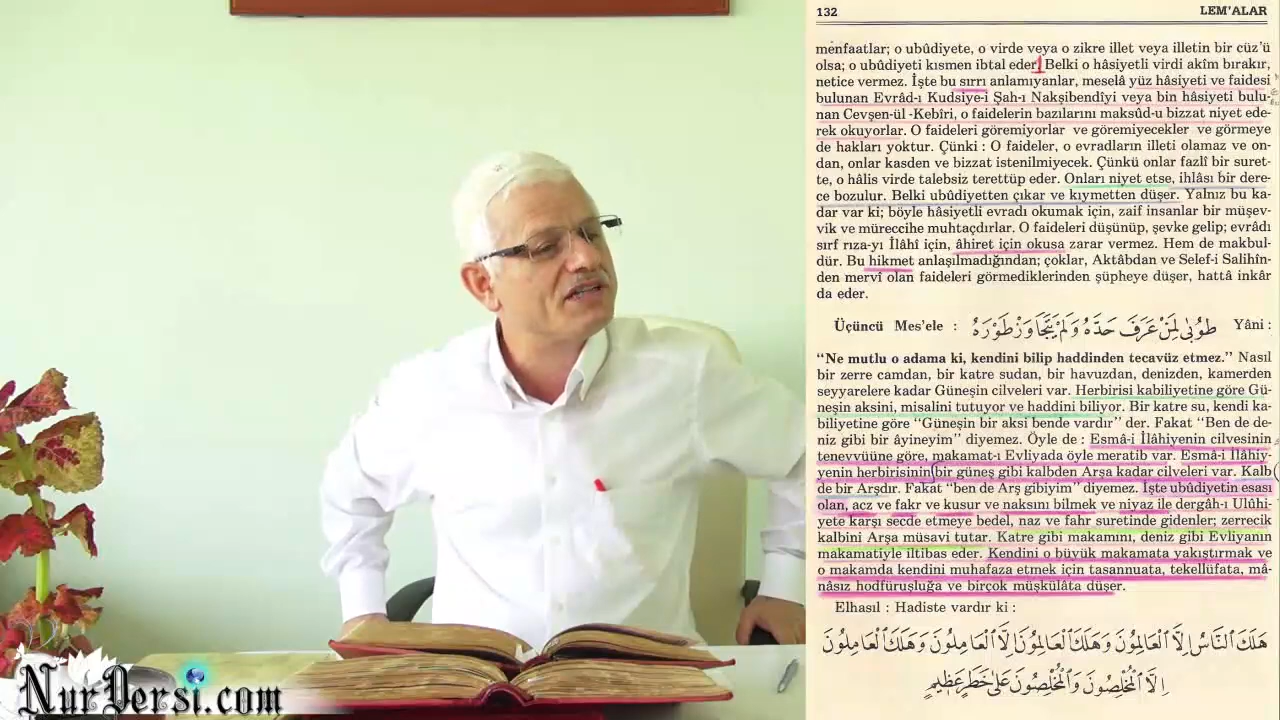 132 LEM'ALAR
menfaatlar; o ubûdiyete, o virde veya o zikre illet veya illetin bir cüz'ü
olsa; o ubûdiyeti kısmen ibtal eder. Belki o hâsiyetli virdi akîm bırakır,
netice vermez. İşte bu sırrı anlamıyanlar, meselâ yüz hâsiyeti ve faidesi
bulunan Evrâd-ı Kudsiye-i Şah-ı Nakşibendîyi veya bin hâsiyeti bulu-
nan Cevşen-ül -Kebîri, o faidelerin bazılarını maksûd-u bizzat niyet ede-
rek okuyorlar. O faideleri göremiyorlar ve göremiyecekler ve görmeye
de hakları yoktur. Çünki : O faideler, o evradların illeti olamaz ve on-
dan, onlar kasden ve bizzat istenilmiyecek. Çünkü onlar fazlî bir suret-
te, o hâlis virde talebsiz terettüp eder. Onları niyet etse, ihlâsı bir dere-
ce bozulur. Belki ubûdiyetten çıkar ve kıymetten düşer. Yalnız bu ka-
dar var ki; böyle hâsiyetli evradı okumak için, zaif insanlar bir müşev-
vik ve müreccihe muhtaçdırlar. O faideleri düşünüp, şevke gelip; evrâdı
sırf rıza-yı İlâhî için, âhiret için okusa zarar vermez. Hem de makbul-
dür. Bu hikmet anlaşılmadığından; çoklar, Aktâbdan ve Selef-i Salihîn-
den mervî olan faideleri görmediklerinden şüpheye düşer, hattâ inkâr
da eder.
Üçüncü Mes'ele : طُوبٰى لِمَنْ عَرَفَ حَدَّهُ وَلَمْ يَتَجَاوَزْ طَوْرَهُ Yâni :
"Ne mutlu o adama ki, kendini bilip haddinden tecavüz etmez." Nasıl
bir zerre camdan, bir katre sudan, bir havuzdan, denizden, kamerden
seyyarelere kadar Güneşin cilveleri var. Herbirisi kabiliyetine göre Gü-
neşin aksini, misalini tutuyor ve haddini biliyor. Bir katre su, kendi ka-
biliyetine göre "Güneşin bir aksi bende vardır" der. Fakat "Ben de de-
niz gibi bir âyineyim" diyemez. Öyle de : Esmâ-i İlâhiyenin cilvesinin
tenevvüüne göre, makamat-ı Evliyada öyle meratib var. Esmâ-i İlâhiy-
yenin herbirisinin bir güneş gibi kalbden Arşa kadar cilveleri var. Kalb
de bir Arşdır. Fakat "ben de Arş gibiyim" diyemez. İşte ubûdiyetin esası
olan, acz ve fakr ve kusur ve naksını bilmek ve niyaz ile dergâh-ı Ulûhi-
yete karşı secde etmeye bedel, naz ve fahr suretinde gidenler; zerrecik
kalbini Arşa müsavi tutar. Katre gibi makamını, deniz gibi Evliyanın
makamatiyle iltibas eder. Kendini o büyük makamata yakıştırmak ve
o makamda kendini muhafaza etmek için tasannuata, tekellüfata, mâ-
nâsız hodfüruşluğa ve birçok müşkülâta düşer.
Elhasıl : Hadiste vardır ki :
هَلَكَ النَّاسُ اِلَّا الْعَالِمُونَ وَهَلَكَ الْعَالِمُونَ اِلَّا الْعَامِلُونَ وَهَلَكَ الْعَامِلُونَ
اِلَّا الْمُخْلِصُونَ وَالْمُخْلِصُونَ عَلٰى خَطَرٍ عَظِيمٍ
NurDersi.com